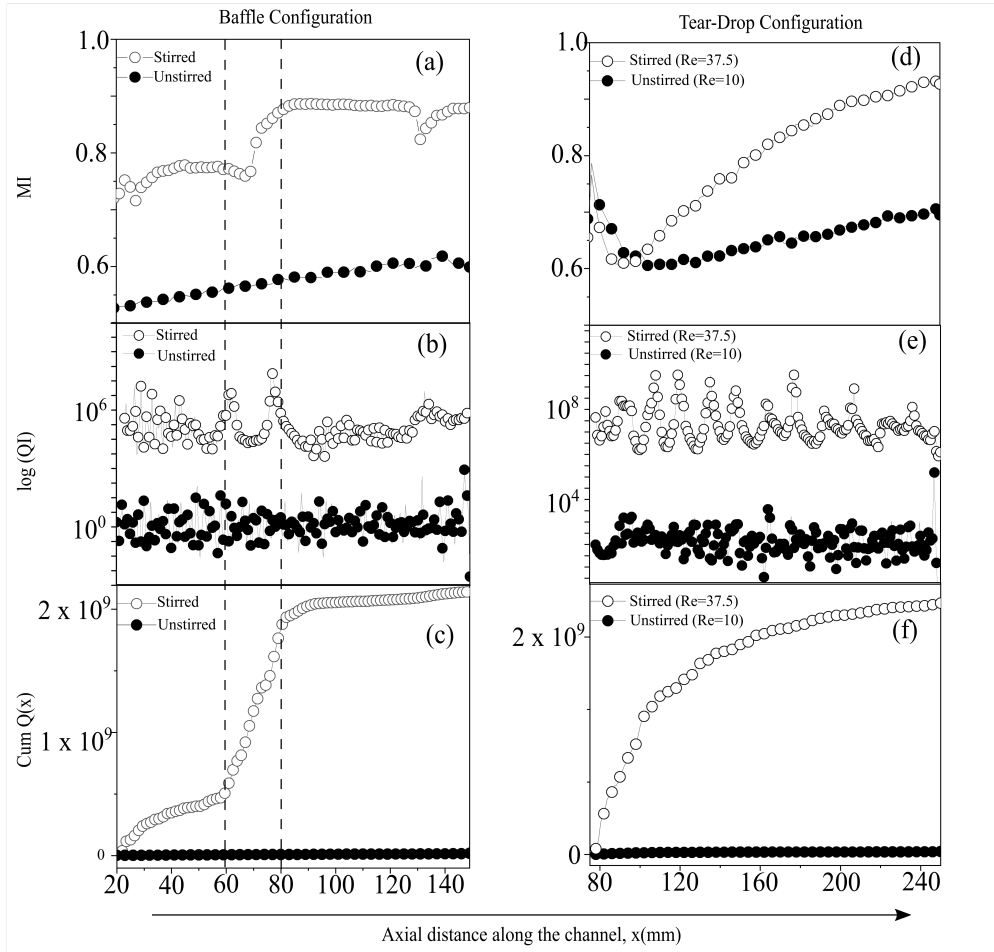 Baffle Configuration
Tear-Drop Configuration
1.0
0.8
0.6
MI
Stirred
Unstirred
(a)
1.0
0.8
0.6
Stirred (Re=37.5)
Unstirred (Re=10)
(d)
10⁶
10⁰
log (QI)
Stirred
Unstirred
(b)
10⁸
10⁴
Stirred (Re=37.5)
Unstirred (Re=10)
(e)
2 x 10⁹
1 x 10⁹
0
Cum Q(x)
Stirred
Unstirred
(c)
2 x 10⁹
0
Stirred (Re=37.5)
Unstirred (Re=10)
(f)
20 40 60 80 100 120 140
80 120 160 200 240
Axial distance along the channel, x(mm)